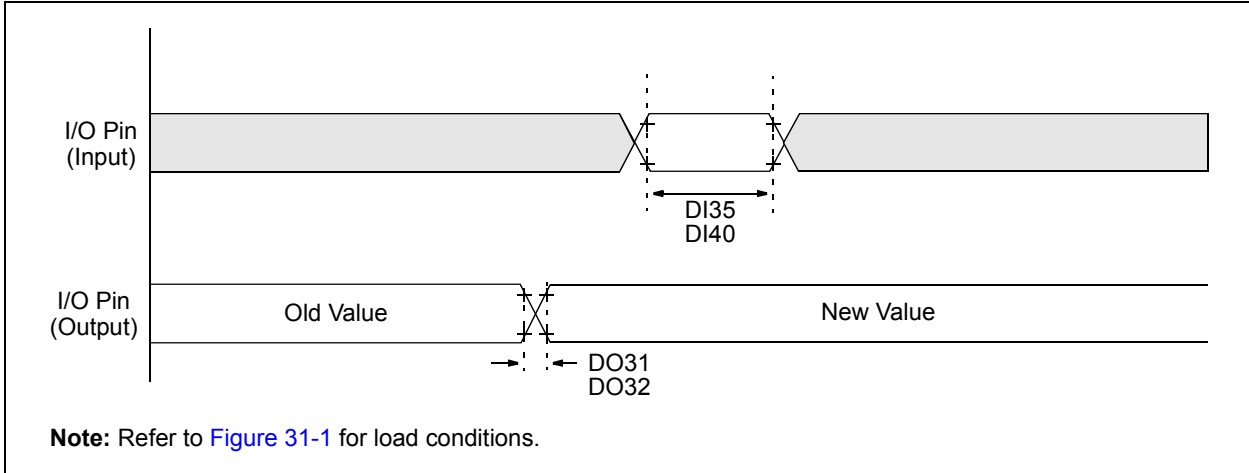 I/O Pin
(Input)
DI35
DI40
I/O Pin
(Output)
Old Value
New Value
DO31
DO32
Note: Refer to Figure 31-1 for load conditions.